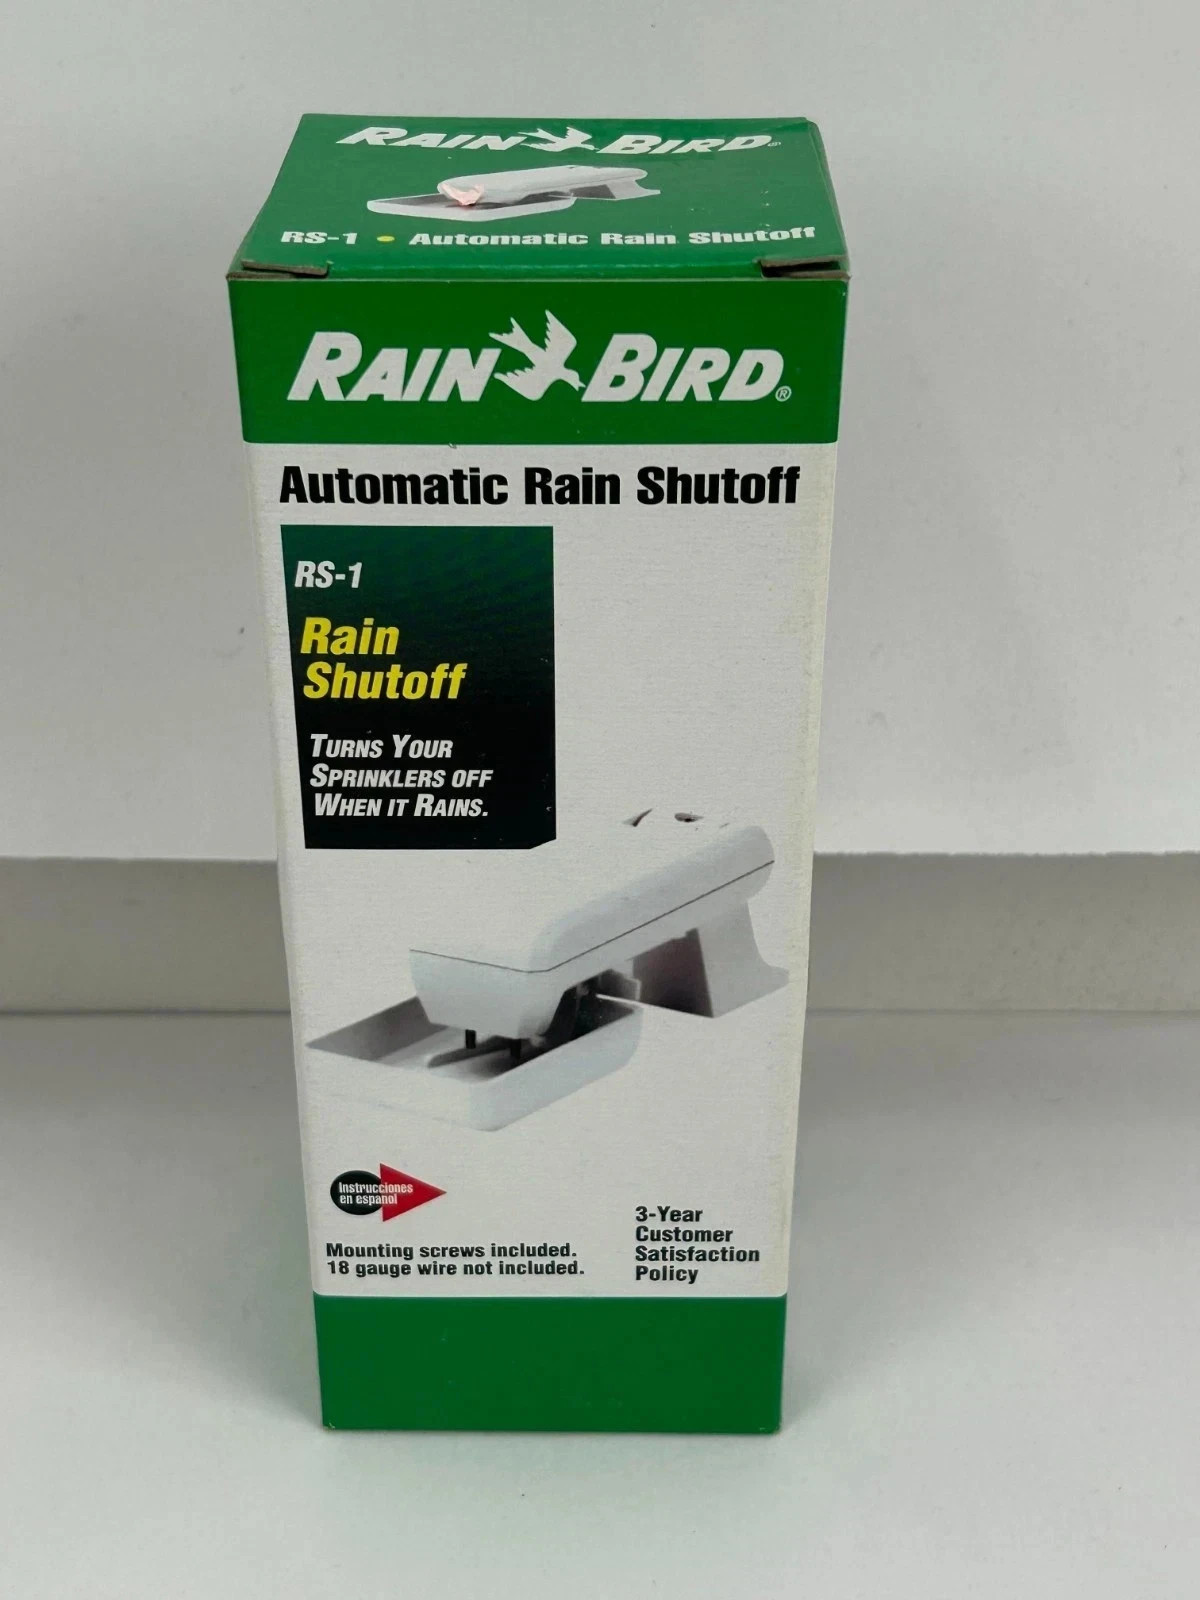 RAIN BIRD®
RS-1 • Automatic Rain Shutoff
RAIN BIRD®
Automatic Rain Shutoff
RS-1
Rain
Shutoff
TURNS YOUR
SPRINKLERS OFF
WHEN IT RAINS.
Instrucciones
en español
Mounting screws included.
18 gauge wire not included.
3-Year
Customer
Satisfaction
Policy